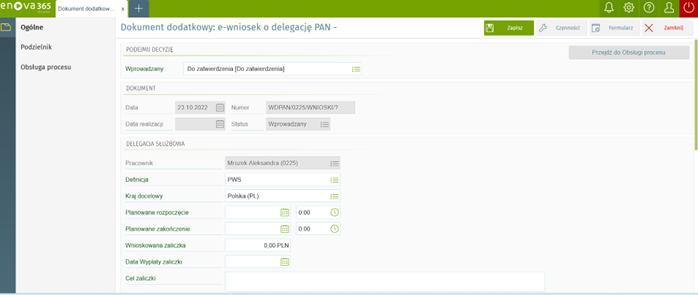 enova365
Dokument dodatkowy... x
Ogólne
Podzielnik
Obsługa procesu
Dokument dodatkowy: e-wniosek o delegację PAN -
Zapisz
Czynności
Formularz
Zamknij
PODEJMIJ DECYZJĘ
Przejdź do Obsługi procesu
Wprowadzany: Do zatwierdzenia [Do zatwierdzenia]
DOKUMENT
Data 23.10.2022 Numer WDPAN/0225/WNIOSKI/?
Data realizacji Status Wprowadzany
DELEGACJA SŁUŻBOWA
Pracownik Mrozek Aleksandra (0225)
Definicja PWS
Kraj docelowy Polska (PL)
Planowane rozpoczęcie 0:00
Planowane zakończenie 0:00
Wnioskowana zaliczka 0,00 PLN
Data Wypłaty zaliczki
Cel zaliczki